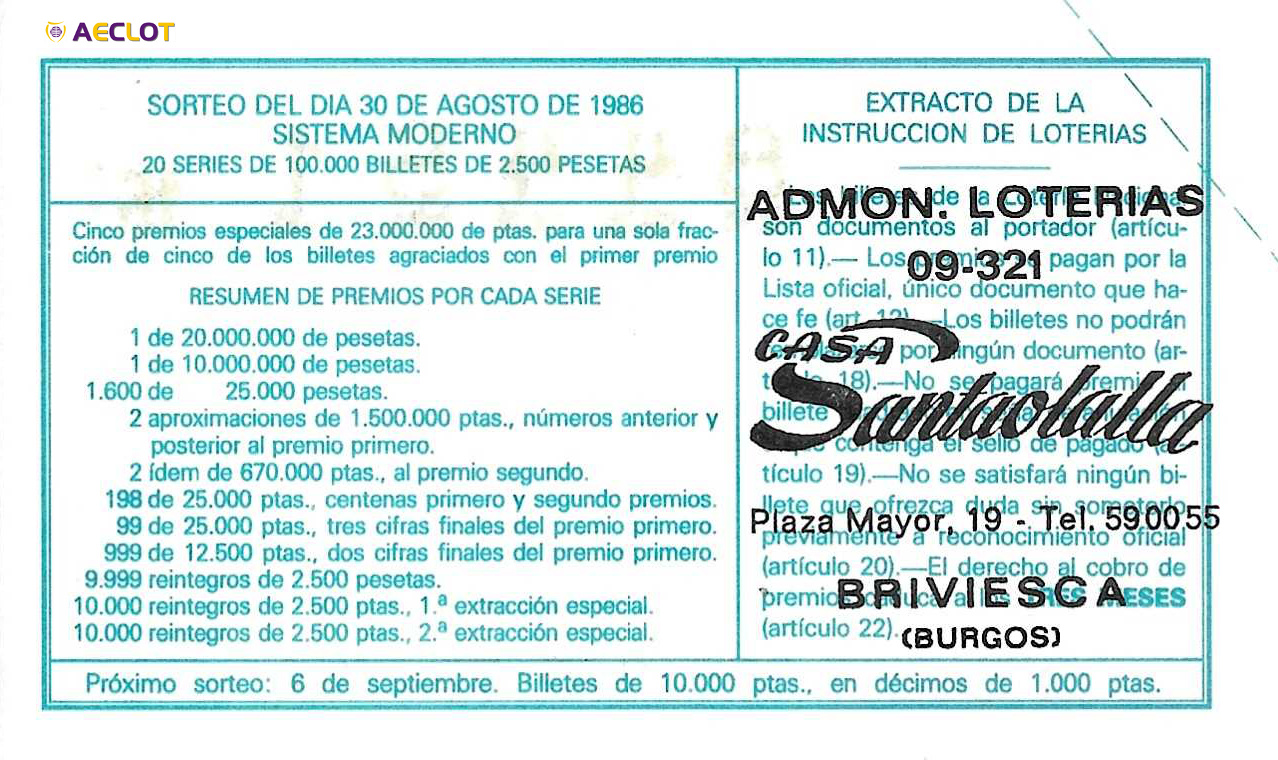 AECLOT
SORTEO DEL DIA 30 DE AGOSTO DE 1986
SISTEMA MODERNO
20 SERIES DE 100.000 BILLETES DE 2.500 PESETAS
Cinco premios especiales de 23.000.000 de ptas. para una sola frac-
ción de cinco de los billetes agraciados con el primer premio
RESUMEN DE PREMIOS POR CADA SERIE
1 de 20.000.000 de pesetas.
1 de 10.000.000 de pesetas.
1.600 de 25.000 pesetas.
2 aproximaciones de 1.500.000 ptas., números anterior y
posterior al premio primero.
2 ídem de 670.000 ptas., al premio segundo.
198 de 25.000 ptas., centenas primero y segundo premios.
99 de 25.000 ptas., tres cifras finales del premio primero.
999 de 12.500 ptas., dos cifras finales del premio primero.
9.999 reintegros de 2.500 pesetas.
10.000 reintegros de 2.500 ptas., 1.ª extracción especial.
10.000 reintegros de 2.500 ptas., 2.ª extracción especial.
EXTRACTO DE LA
INSTRUCCION DE LOTERIAS
de la
son documentos al portador (artícu-
lo 11).— Los pagan por la
Lista oficial, único documento que ha-
ce fe (art. 12).—Los billetes no podrán
por ningún documento (ar-
18).—No se pagará
billete
contenga el sello de pagado
tículo 19).—No se satisfará ningún bi-
llete que ofrezca duda sin someterlo
previamente a reconocimiento oficial
(artículo 20).—El derecho al cobro de
MESES
(artículo 22).
ADMON. LOTERIAS
09-321
CASA
Santaolalla
Plaza Mayor, 19 - Tel. 590055
BRIVIESCA
(BURGOS)
Próximo sorteo: 6 de septiembre. Billetes de 10.000 ptas., en décimos de 1.000 ptas.